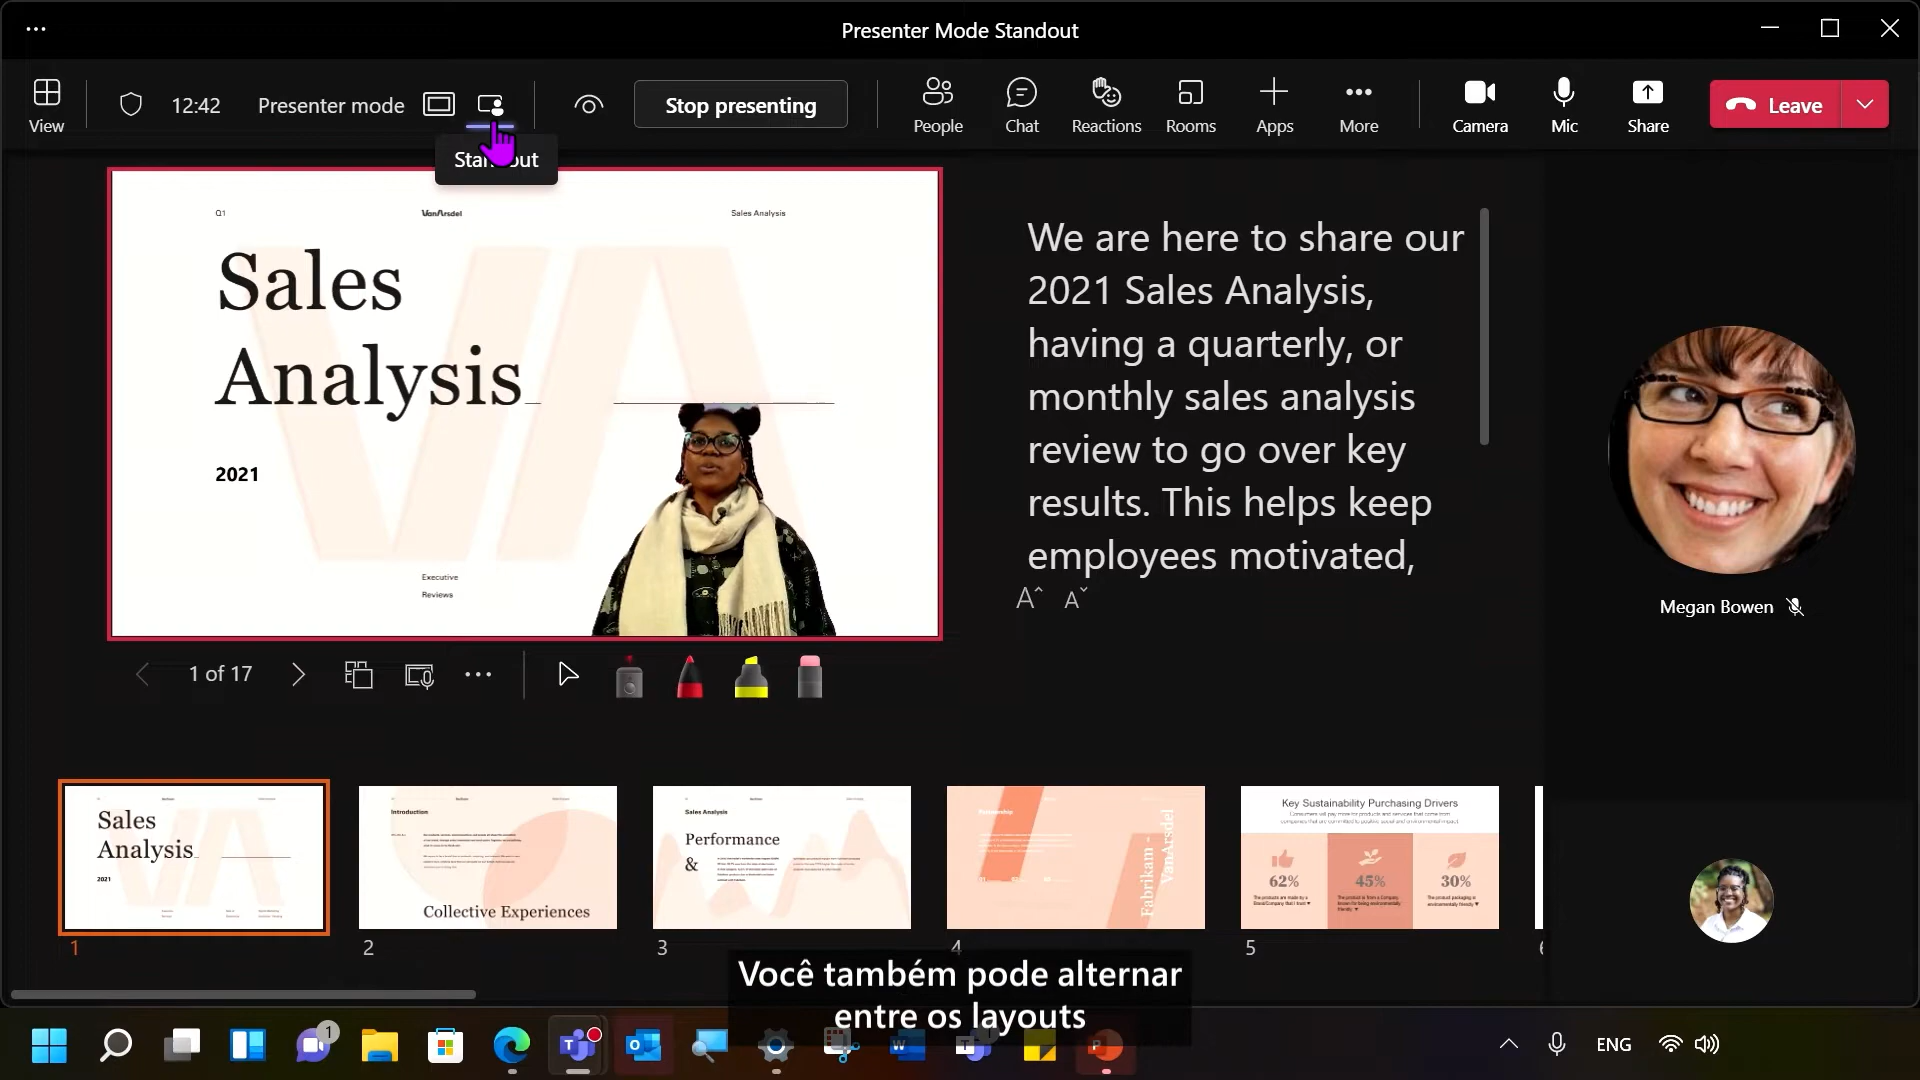 Presenter Mode Standout
View
12:42
Presenter mode
Stop presenting
People
Chat
Reactions
Rooms
Apps
More
Camera
Mic
Share
Leave
Q1
VanArsdel
Sales Analysis
Sales
Analysis
2021
Executive
Reviews
We are here to share our
2021 Sales Analysis,
having a quarterly, or
monthly sales analysis
review to go over key
results. This helps keep
employees motivated,
A A
Megan Bowen
1 of 17
Sales
Analysis
2021
1
Introduction
Collective Experiences
2
Sales Analysis
Performance
&
3
Fabrikam -
VanArsdel
4
Key Sustainability Purchasing Drivers
62%
45%
30%
5
Você também pode alternar
entre os layouts
1
ENG